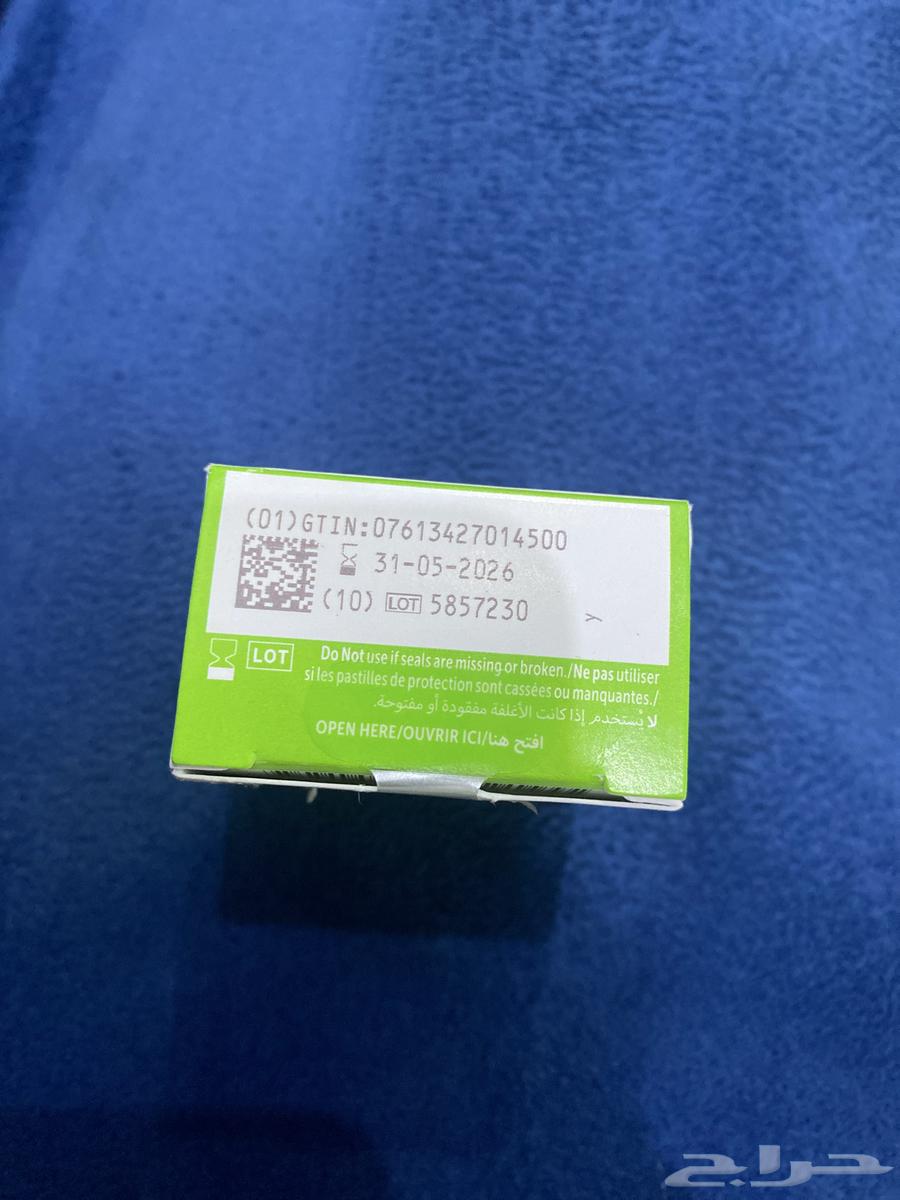 (01)GTIN:07613427014500
31-05-2026
(10) LOT 5857230
LOT
Do Not use if seals are missing or broken./Ne pas utiliser
si les pastilles de protection sont cassées ou manquantes./
لا يُستخدم إذا كانت الأغلفة مفقودة أو مفتوحة.
OPEN HERE/OUVRIR ICI/افتح هنا
حراج